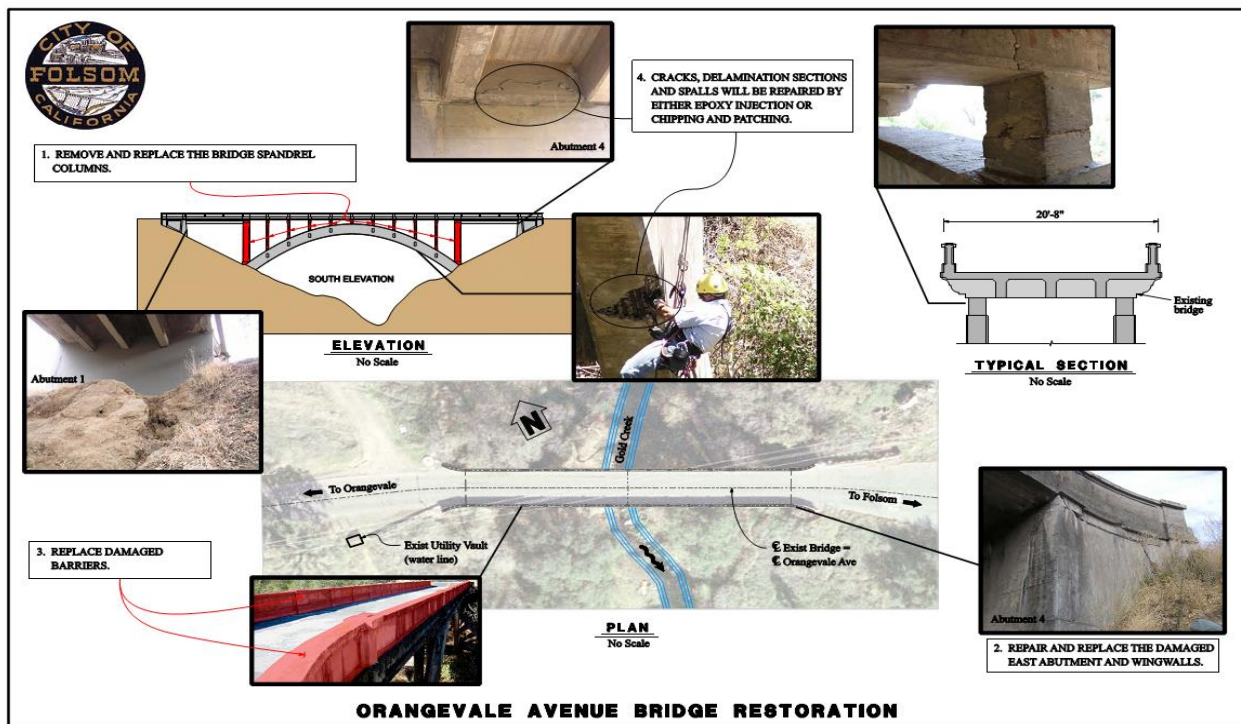 CITY OF
FOLSOM
CALIFORNIA
1. REMOVE AND REPLACE THE BRIDGE SPANDREL
COLUMNS.
Abutment 4
4. CRACKS, DELAMINATION SECTIONS
AND SPALLS WILL BE REPAIRED BY
EITHER EPOXY INJECTION OR
CHIPPING AND PATCHING.
SOUTH ELEVATION
ELEVATION
No Scale
20'-8"
Existing
bridge
TYPICAL SECTION
No Scale
Abutment 1
N
Gold Creek
To Orangevale
To Folsom
Exist Utility Vault
(water line)
℄ Exist Bridge =
℄ Orangevale Ave
3. REPLACE DAMAGED
BARRIERS.
PLAN
No Scale
Abutment 4
2. REPAIR AND REPLACE THE DAMAGED
EAST ABUTMENT AND WINGWALLS.
ORANGEVALE AVENUE BRIDGE RESTORATION